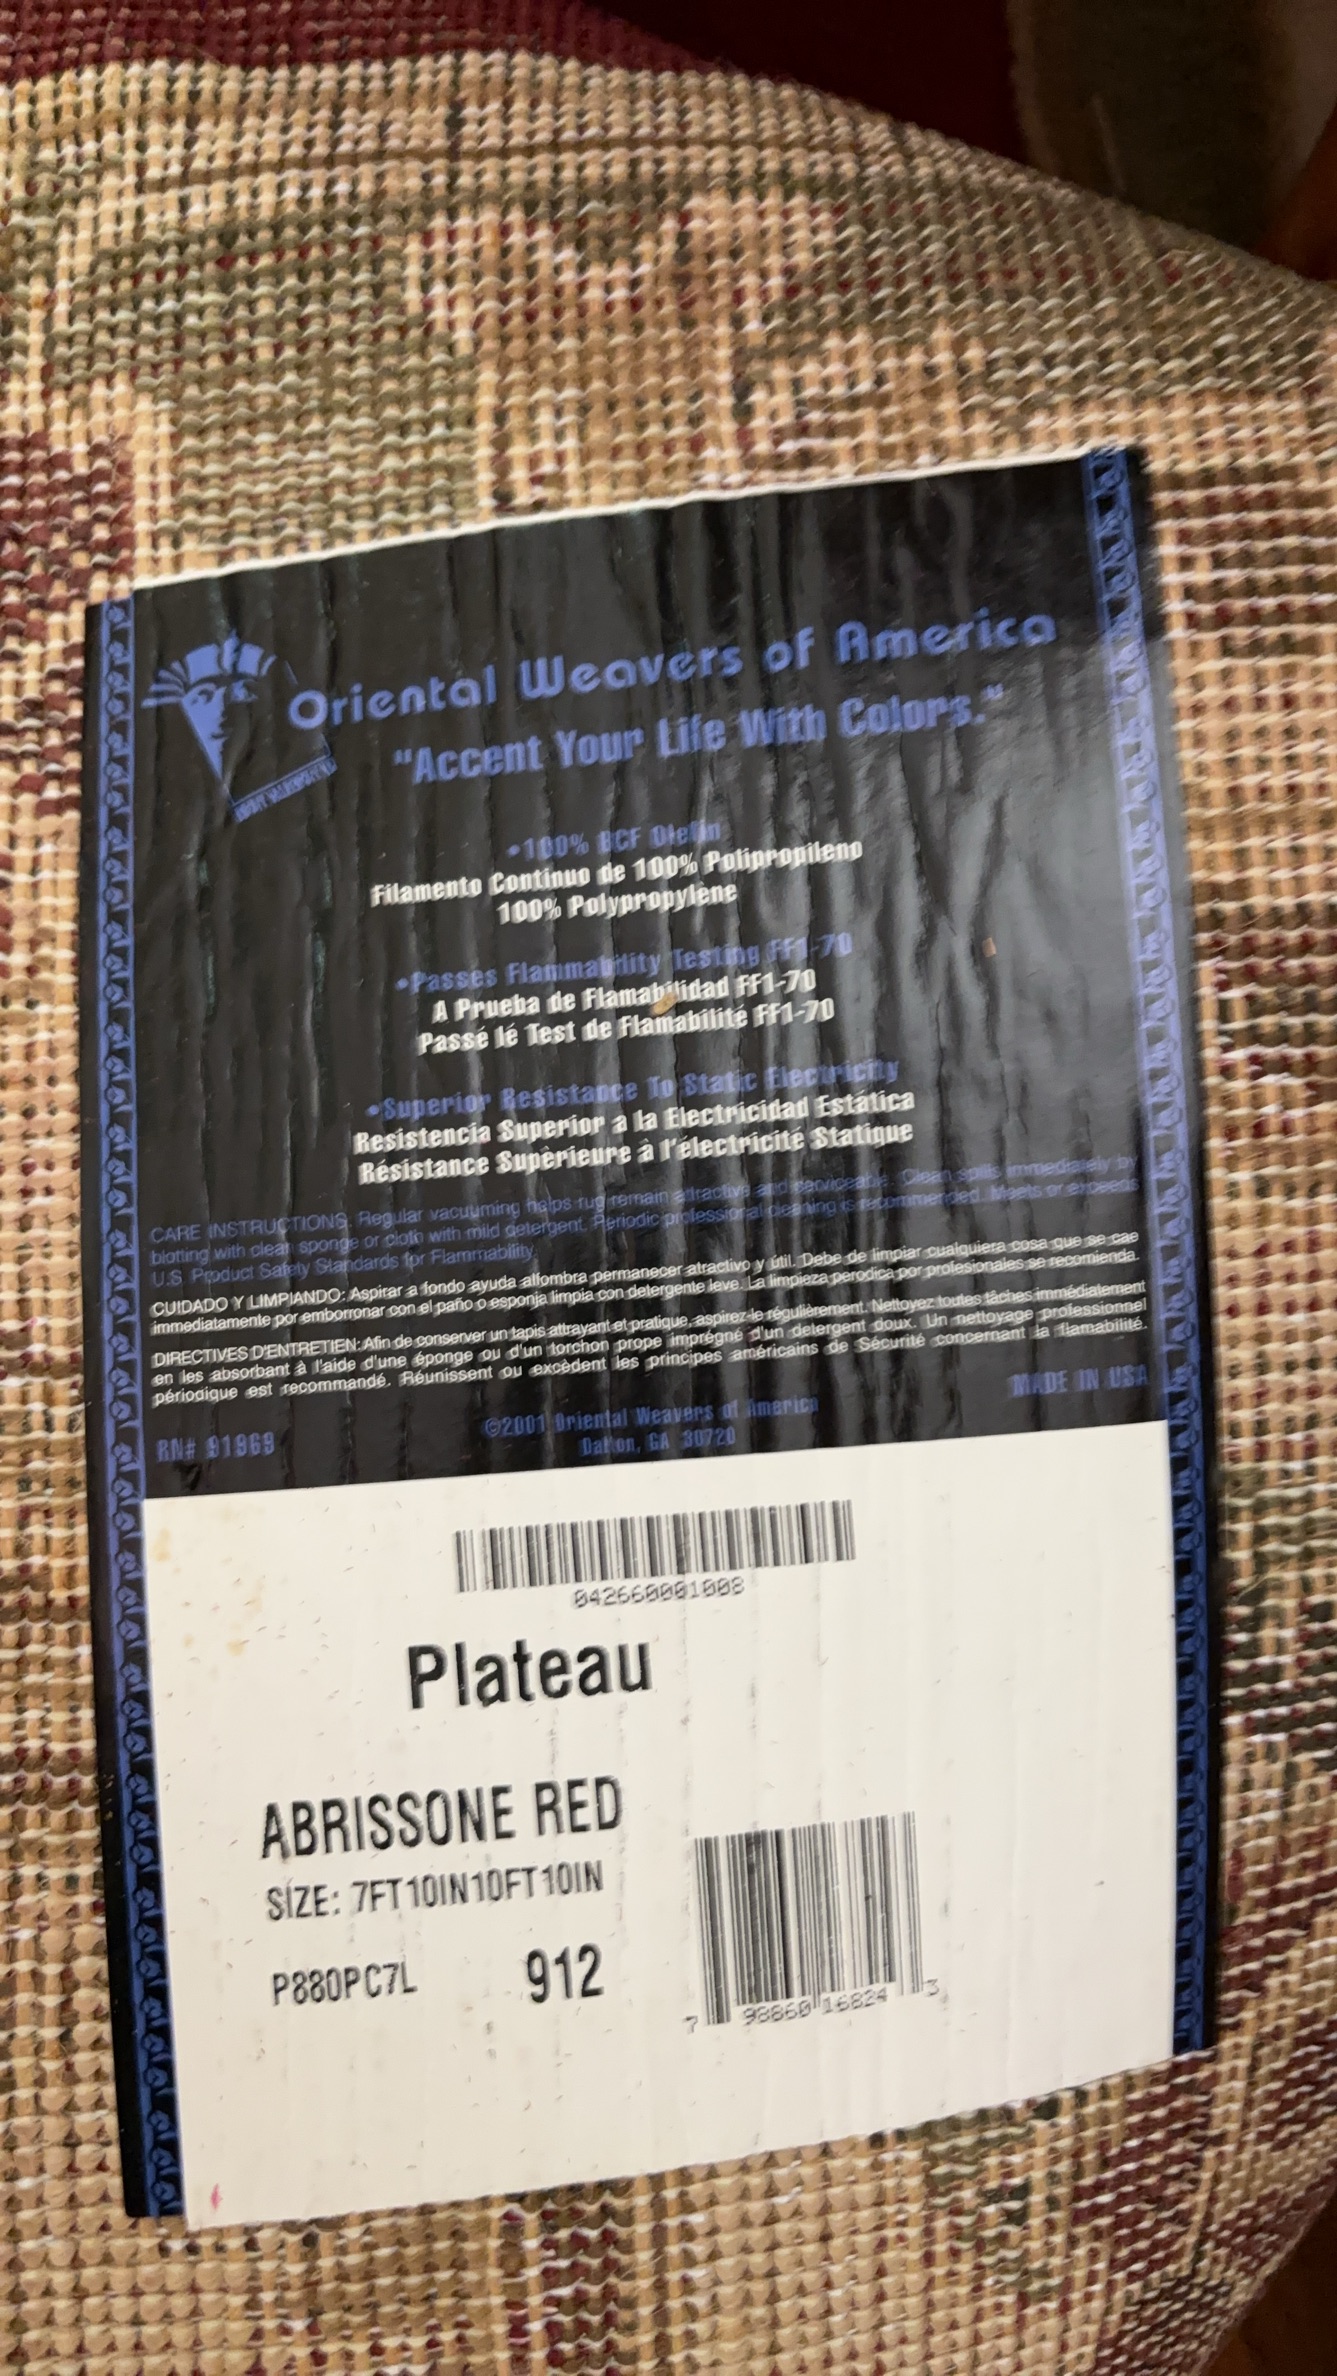 Oriental Weavers of America
"Accent Your Life With Colors."
•100% BCF Olefin
Filamento Continuo de 100% Polipropileno
100% Polypropylène
•Passes Flammability Testing FF1-70
A Prueba de Flamabilidad FF1-70
Passé lé Test de Flamabilité FF1-70
•Superior Resistance To Static Electricity
Resistencia Superior a la Electricidad Estática
Résistance Supèrieure à l'électricité Statique
CARE INSTRUCTIONS: Regular vacuuming helps rug remain attractive and serviceable. Clean spills immediately by
blotting with clean sponge or cloth with mild detergent. Periodic professional cleaning is recommended. Meets or exceeds
U.S. Product Safety Standards for Flammability.
CUIDADO Y LIMPIANDO: Aspirar a fondo ayuda alfombra permanecer atractivo y útil. Debe de limpiar cualquiera cosa que se cae
immediatamente por emborronar con el paño o esponja limpia con detergente leve. La limpieza perodica por profesionales se recomienda.
DIRECTIVES D'ENTRETIEN: Afin de conserver un tapis attrayant et pratique, aspirez-le régulièrement. Nettoyez toutes tâches immédiatement
en les absorbant à l'aide d'une éponge ou d'un torchon propre imprégné d'un detergent doux. Un nettoyage professionnel
périodique est recommandé. Réunissent ou excèdent les principes américains de Sécurité concernant la flamabilité.
MADE IN USA
RN# 91969
©2001 Oriental Weavers of America
Dalton, GA 30720
042660001008
Plateau
ABRISSONE RED
SIZE: 7FT10IN10FT10IN
P880PC7L 912
7 98860 16824 3